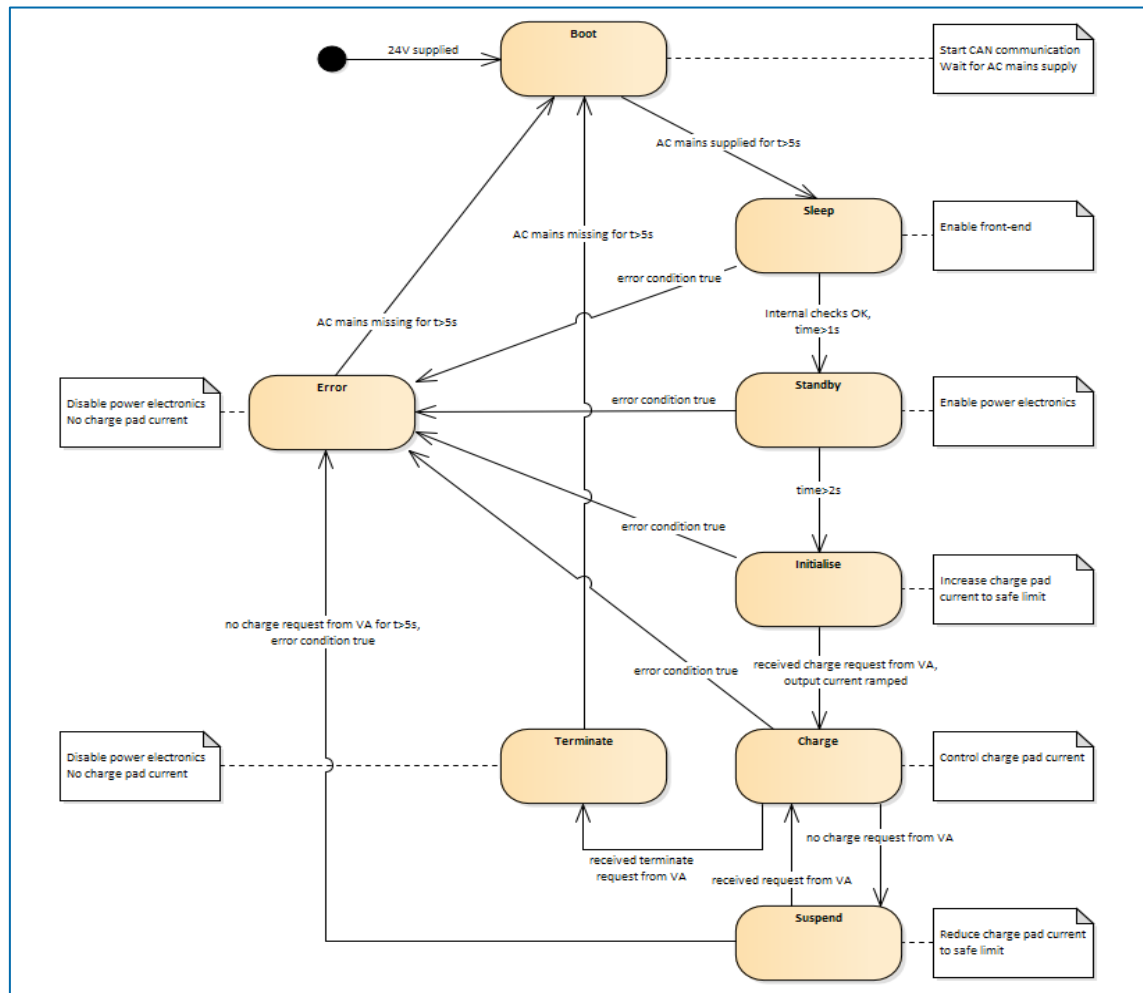 Boot
24V supplied
Start CAN communication
Wait for AC mains supply
AC mains supplied for t>5s
Sleep
Enable front-end
AC mains missing for t>5s
error condition true
Internal checks OK,
time>1s
AC mains missing for t>5s
Error
Disable power electronics
No charge pad current
Standby
error condition true
Enable power electronics
time>2s
error condition true
Initialise
Increase charge pad
current to safe limit
no charge request from VA for t>5s,
error condition true
received charge request from VA,
output current ramped
error condition true
Disable power electronics
No charge pad current
Terminate
Charge
Control charge pad current
no charge request from VA
received terminate
request from VA
received request from VA
Suspend
Reduce charge pad current
to safe limit